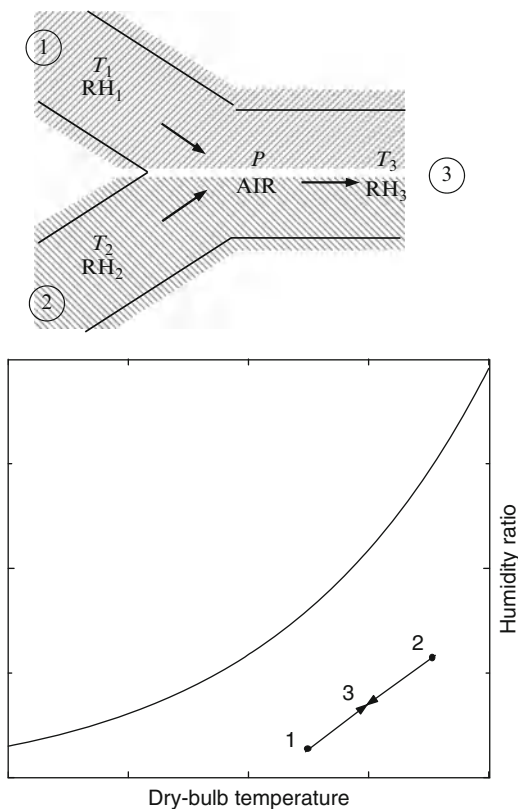 1
T1
RH1
P
AIR
T3
RH3
3
T2
RH2
2
Humidity ratio
2
3
1
Dry-bulb temperature